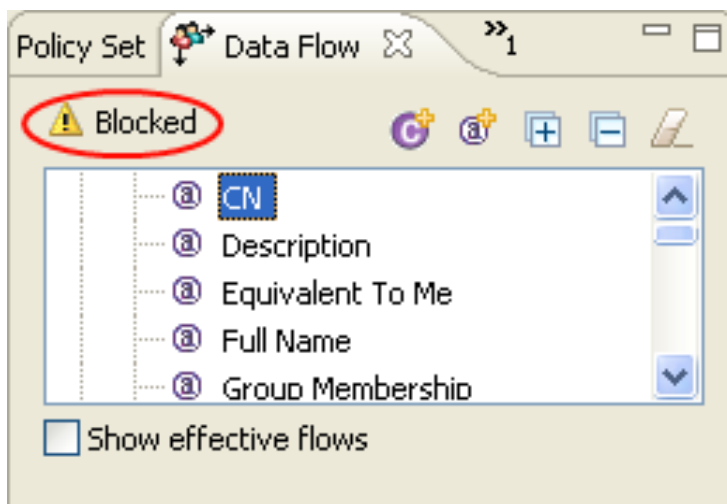 Policy Set Data Flow »1
Blocked
CN
Description
Equivalent To Me
Full Name
Group Membership
Show effective flows